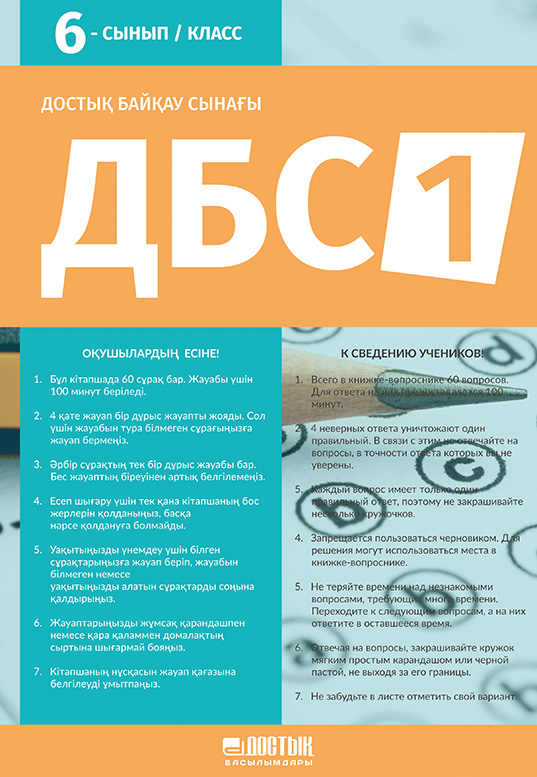 6 - СЫНЫП / КЛАСС
ДОСТЫҚ БАЙҚАУ СЫНАҒЫ
ДБС 1
ОҚУШЫЛАРДЫҢ ЕСІНЕ!
1. Бұл кітапшада 60 сұрақ бар. Жауабы үшін
100 минут беріледі.
2. 4 қате жауап бір дұрыс жауапты жояды. Сол
үшін жауабын тура білмеген сұрағыңызға
жауап бермеңіз.
3. Әрбір сұрақтың тек бір дұрыс жауабы бар.
Бес жауаптың біреуінен артық белгілемеңіз.
4. Есеп шығару үшін тек қана кітапшаның бос
жерлерін қолданыңыз, басқа
нәрсе қолдануға болмайды.
5. Уақытыңызды үнемдеу үшін білген
сұрақтарыңызға жауап беріп, жауабын
білмеген немесе
уақытыңызды алатын сұрақтарды соңына
қалдырыңыз.
6. Жауаптарыңызды жұмсақ қарандашпен
немесе қара қаламмен домалақтың
сыртына шығармай бояңыз.
7. Кітапшаның нұсқасын жауап қағазына
белгілеуді ұмытпаңыз.
К СВЕДЕНИЮ УЧЕНИКОВ!
1. Всего в книжке-вопроснике 60 вопросов.
Для ответа на них предоставляется 100
минут.
2. 4 неверных ответа уничтожают один
правильный. В связи с этим не отвечайте на
вопросы, в точности ответа которых вы не
уверены.
5. Каждый вопрос имеет только один
правильный ответ, поэтому не закрашивайте
несколько кружочков.
4. Запрещается пользоваться черновиком. Для
решения могут использоваться места в
книжке-вопроснике.
5. Не теряйте времени над незнакомыми
вопросами, требующих много времени.
Переходите к следующим вопросам, а на них
ответите в оставшееся время.
6. Отвечая на вопросы, закрашивайте кружок
мягким простым карандашом или черной
пастой, не выходя за его границы.
7. Не забудьте в листе отметить свой вариант.
ДОСТЫҚ
БАСЫЛЫМДАРЫ